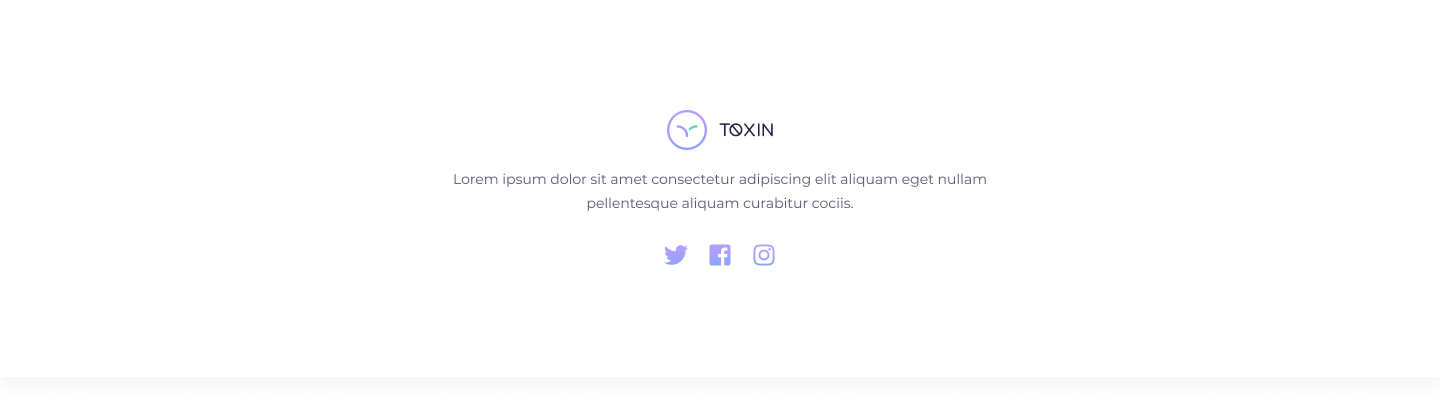 TOXIN
Lorem ipsum dolor sit amet consectetur adipiscing elit aliquam eget nullam
pellentesque aliquam curabitur cociis.